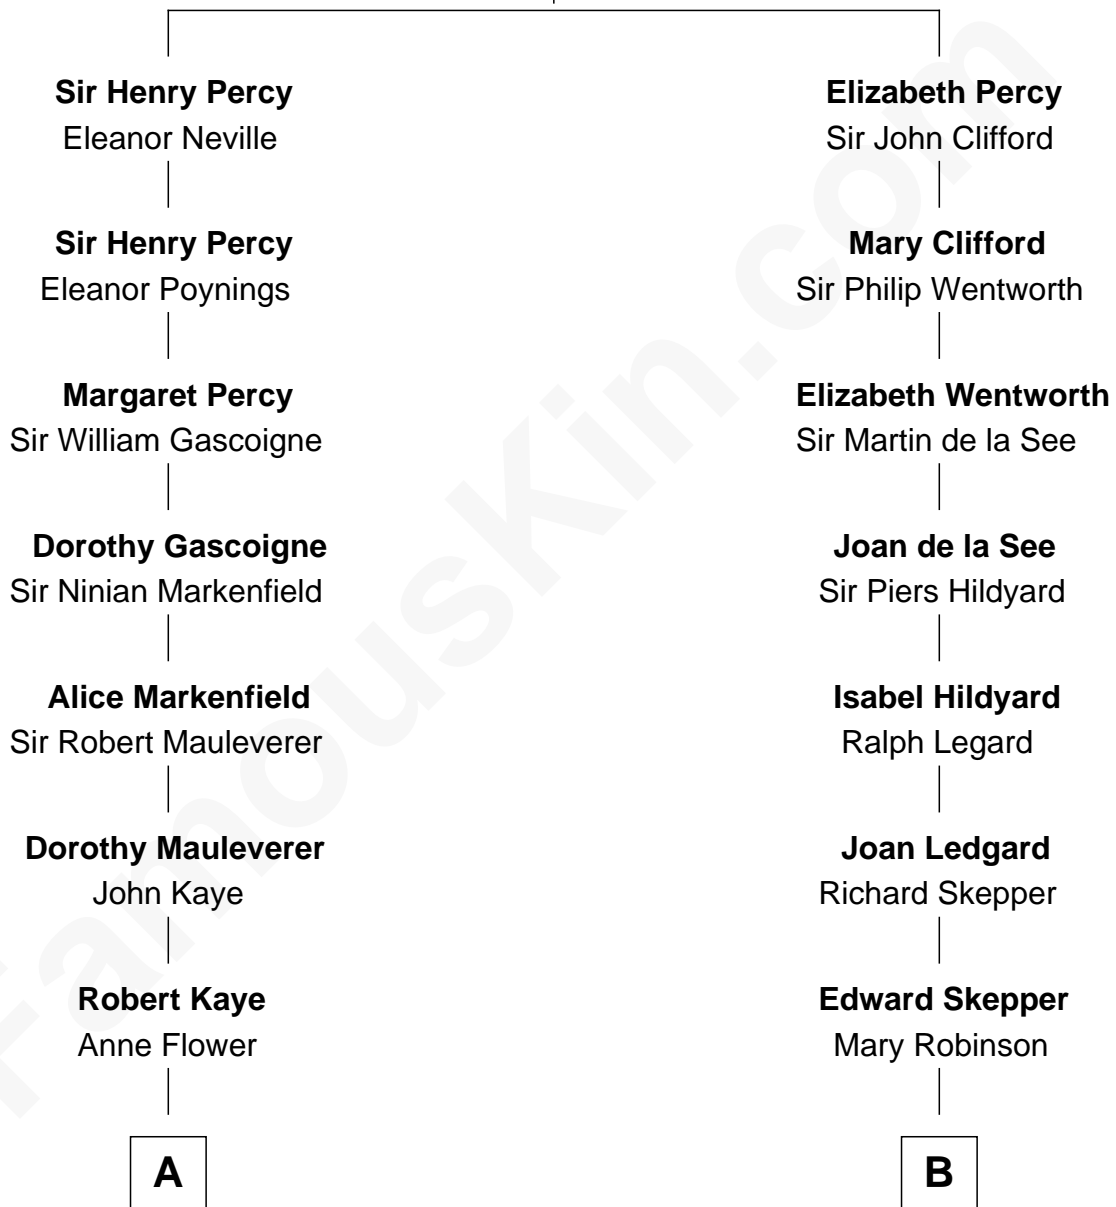 Sir Henry Percy
Eleanor Neville
Sir Henry Percy
Eleanor Poynings
Margaret Percy
Sir William Gascoigne
Dorothy Gascoigne
Sir Ninian Markenfield
Alice Markenfield
Sir Robert Mauleverer
Dorothy Mauleverer
John Kaye
Robert Kaye
Anne Flower
A
Elizabeth Percy
Sir John Clifford
Mary Clifford
Sir Philip Wentworth
Elizabeth Wentworth
Sir Martin de la See
Joan de la See
Sir Piers Hildyard
Isabel Hildyard
Ralph Legard
Joan Ledgard
Richard Skepper
Edward Skepper
Mary Robinson
B
FamousKin.com